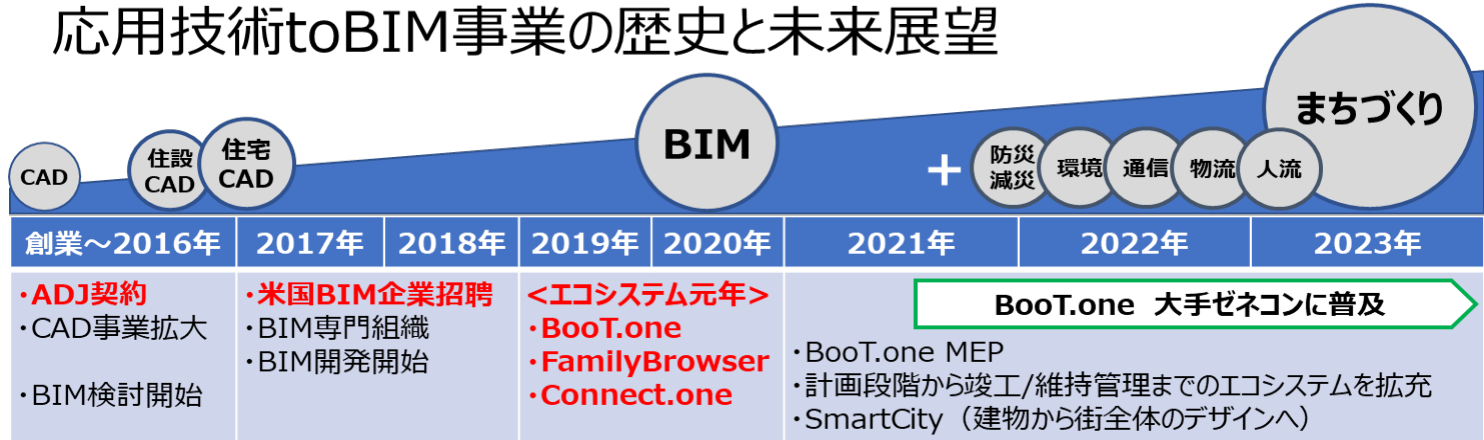 応用技術toBIM事業の歴史と未来展望
CAD
住設
CAD
住宅
CAD
BIM
+
防災
減災
環境
通信
物流
人流
まちづくり
創業～2016年
2017年
2018年
2019年
2020年
2021年
2022年
2023年
・ADJ契約
・CAD事業拡大
・BIM検討開始
・米国BIM企業招聘
・BIM専門組織
・BIM開発開始
<エコシステム元年>
・BooT.one
・FamilyBrowser
・Connect.one
BooT.one 大手ゼネコンに普及
・BooT.one MEP
・計画段階から竣工/維持管理までのエコシステムを拡充
・SmartCity（建物から街全体のデザインへ）